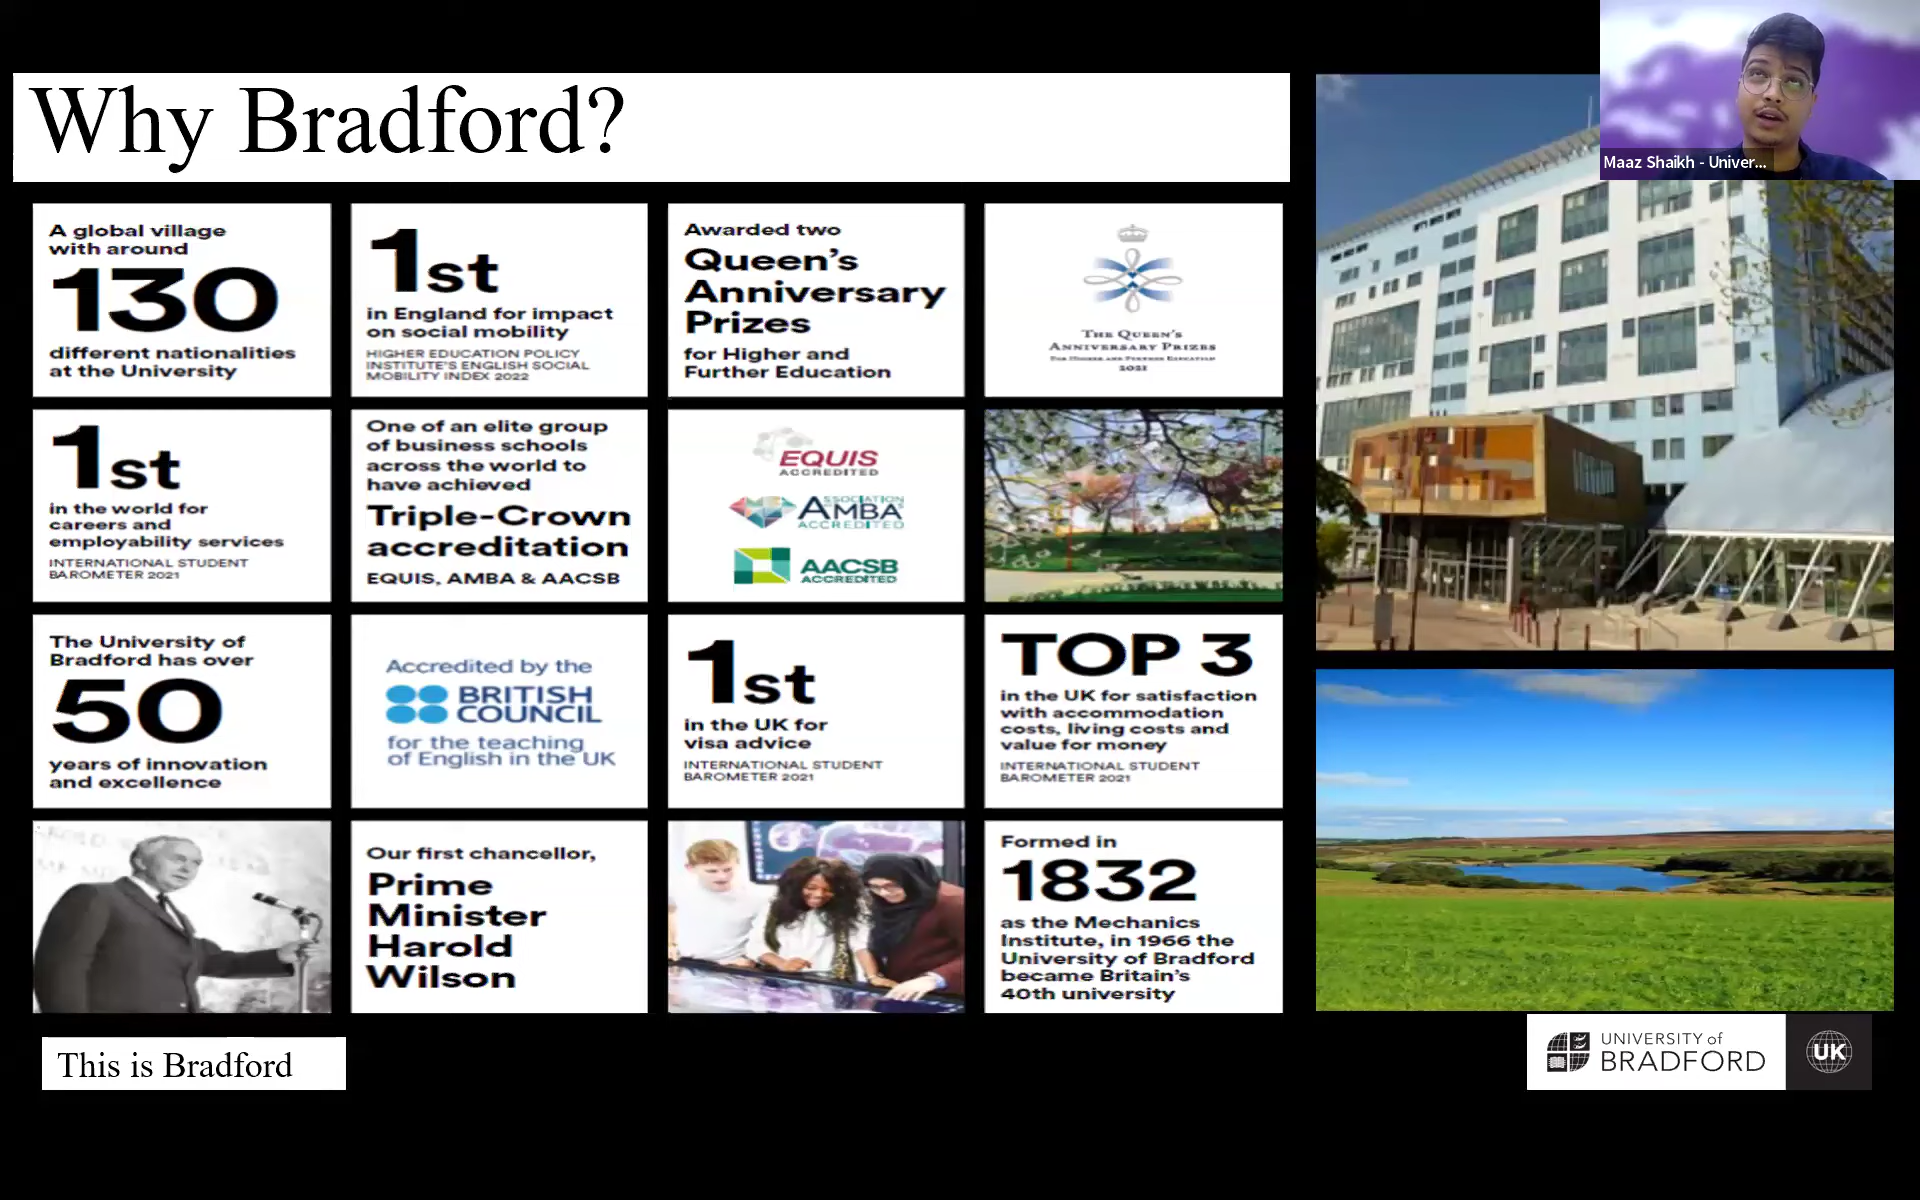 Why Bradford?
Maaz Shaikh - Univer...
A global village
with around
130
different nationalities
at the University
1st
in England for impact
on social mobility
HIGHER EDUCATION POLICY
INSTITUTE'S ENGLISH SOCIAL
MOBILITY INDEX 2022
Awarded two
Queen's
Anniversary
Prizes
for Higher and
Further Education
THE QUEEN'S
ANNIVERSARY PRIZES
FOR HIGHER AND FURTHER EDUCATION
2021
1st
in the world for
careers and
employability services
INTERNATIONAL STUDENT
BAROMETER 2021
One of an elite group
of business schools
across the world to
have achieved
Triple-Crown
accreditation
EQUIS, AMBA & AACSB
EQUIS
ACCREDITED
ASSOCIATION
AMBA
ACCREDITED
AACSB
ACCREDITED
The University of
Bradford has over
50
years of innovation
and excellence
Accredited by the
BRITISH
COUNCIL
for the teaching
of English in the UK
1st
in the UK for
visa advice
INTERNATIONAL STUDENT
BAROMETER 2021
TOP 3
in the UK for satisfaction
with accommodation
costs, living costs and
value for money
INTERNATIONAL STUDENT
BAROMETER 2021
Our first chancellor,
Prime
Minister
Harold
Wilson
Formed in
1832
as the Mechanics
Institute, in 1966 the
University of Bradford
became Britain's
40th university
This is Bradford
UNIVERSITY of
BRADFORD
UK